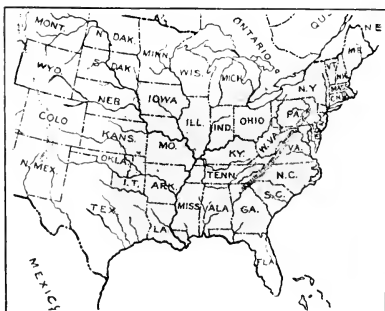 MONT.
N. DAK.
MINN.
ONTARIO
QU
NE
ME.
WYO.
S. DAK.
WIS.
MICH.
N.Y.
VT.
N.H.
MASS.
NEB.
IOWA
PA.
COLO
KANS.
MO.
ILL.
IND.
OHIO
W.VA.
VA.
KY.
N. MEX.
OKLA.
I.T.
ARK.
TENN.
N.C.
S.C.
TEX.
LA.
MISS
ALA
GA.
FLA.
MEXICO